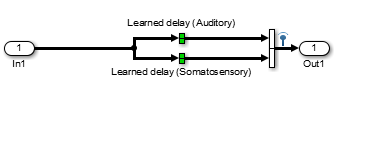 Learned delay (Auditory)
1
In1
1
Out1
Learned delay (Somatosensory)